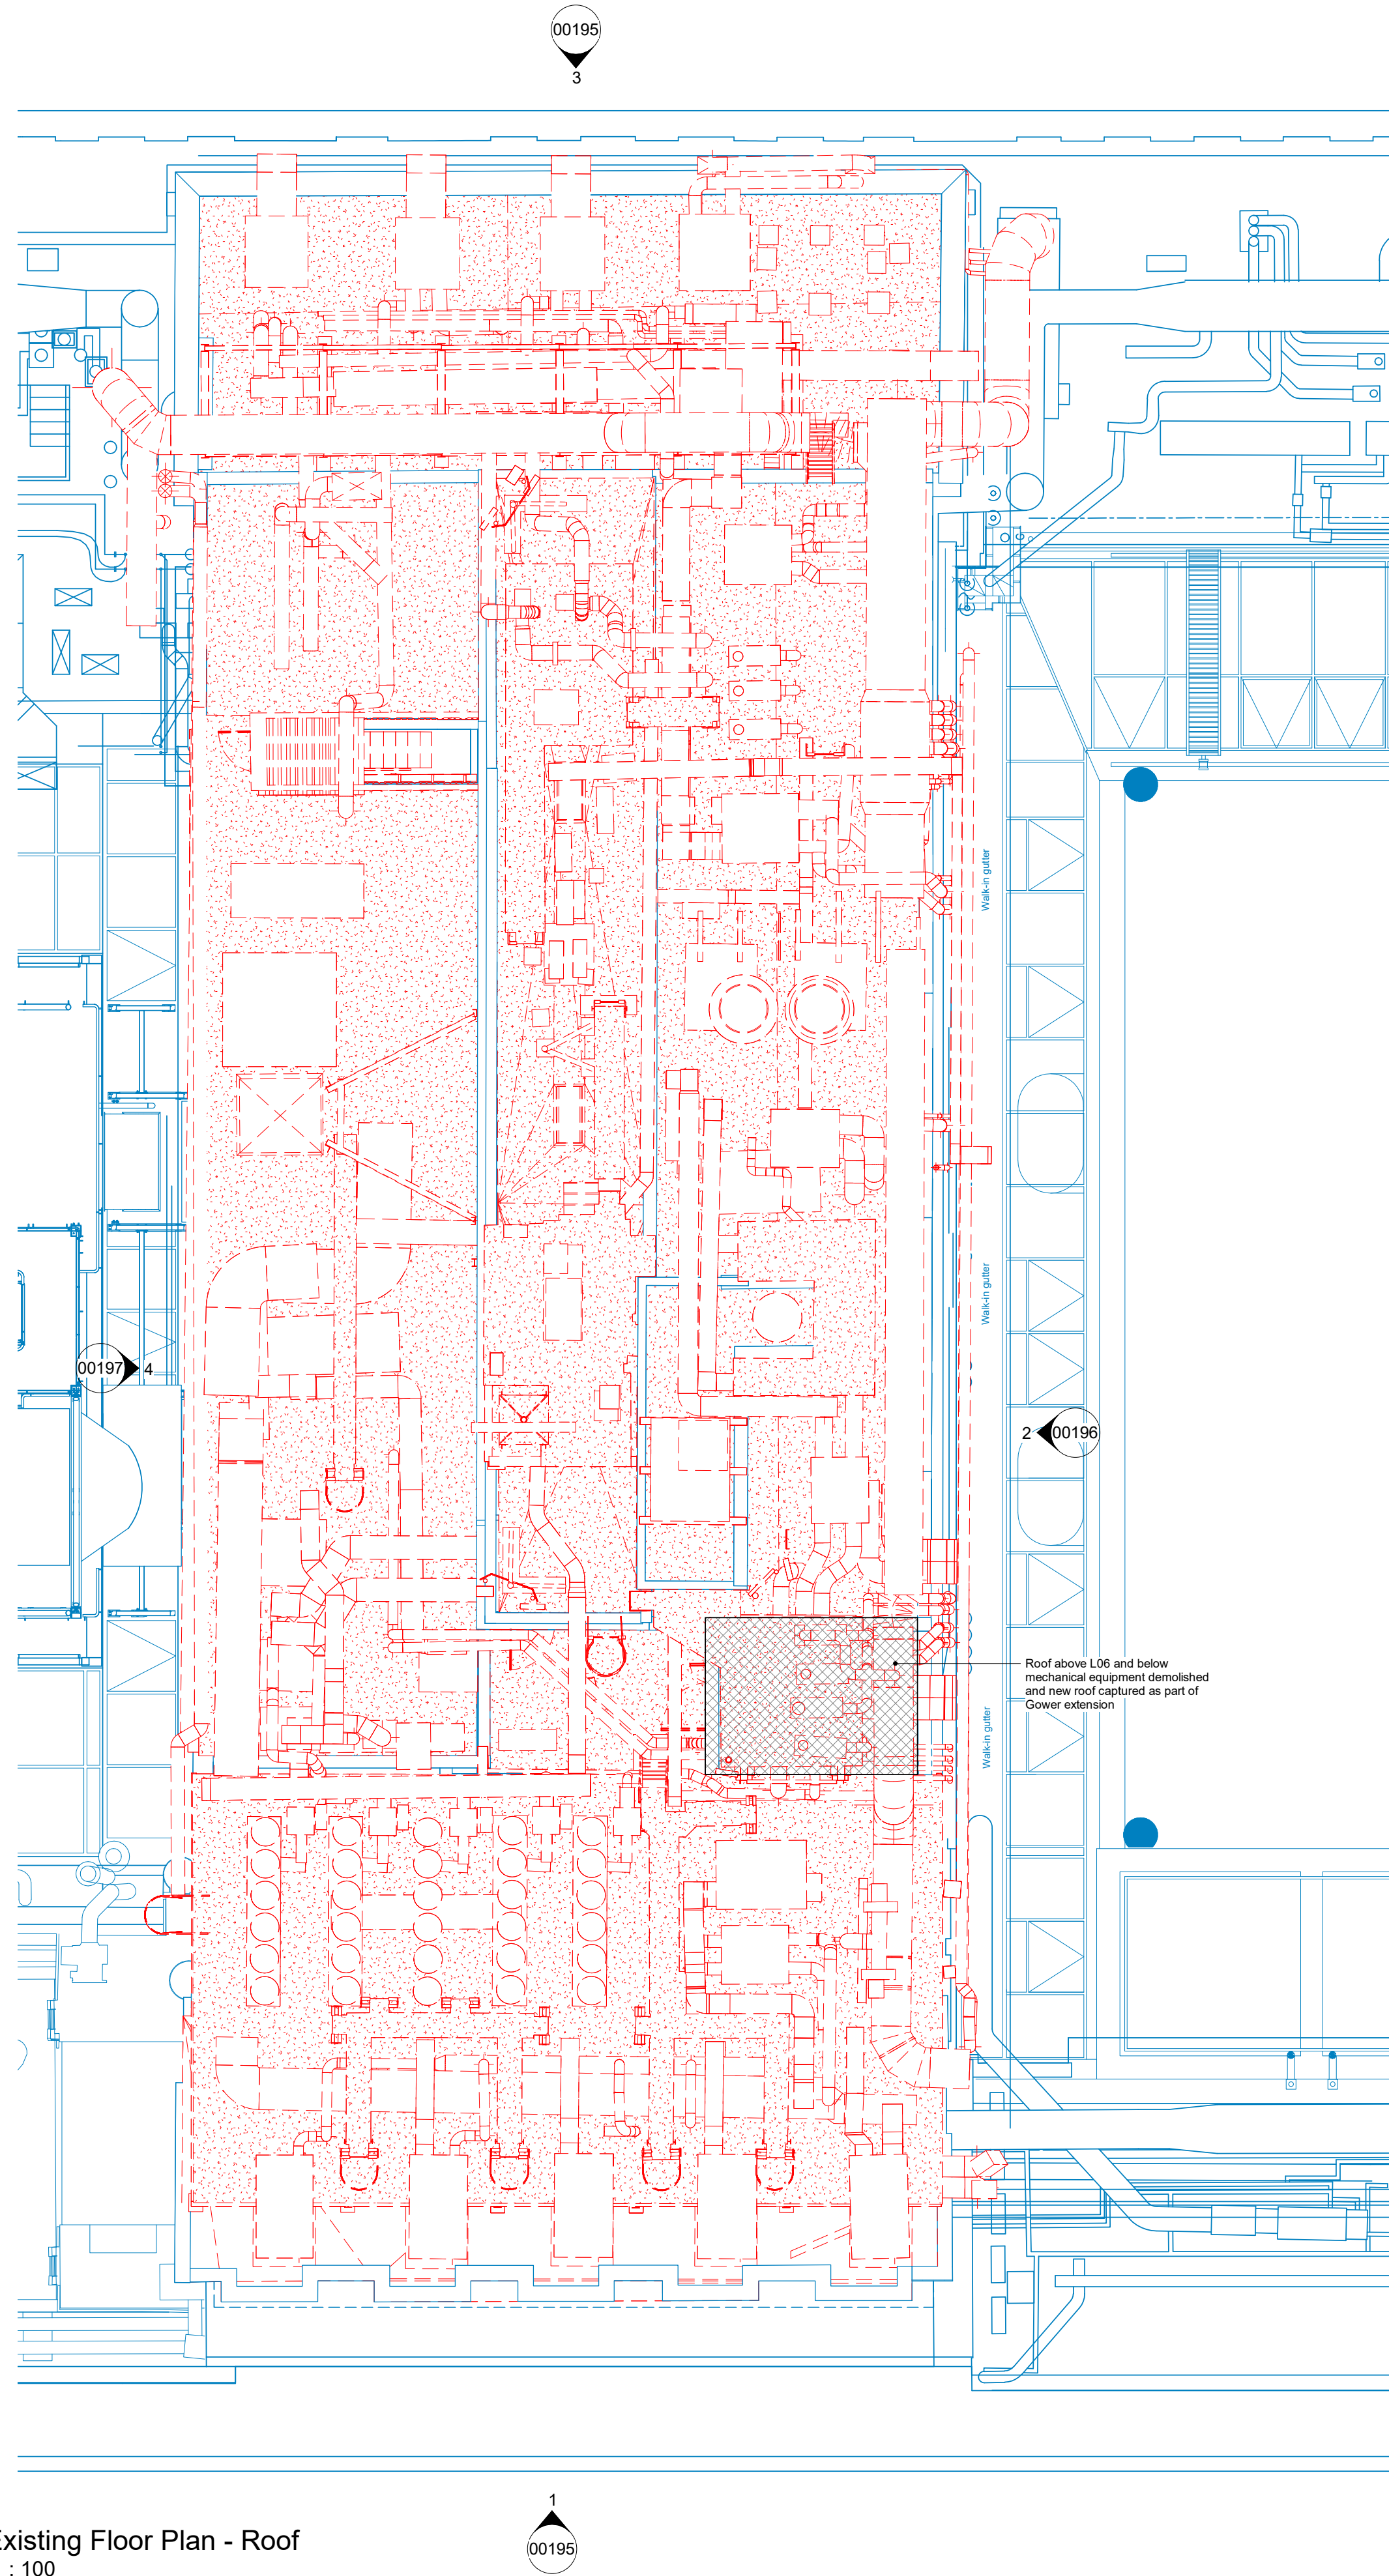 00195
3
Walk-in gutter
Walk-in gutter
00197
4
2
00196
Roof above L06 and below
mechanical equipment demolished
and new roof captured as part of
Gower extension
Walk-in gutter
1
00195
Existing Floor Plan - Roof
: 100